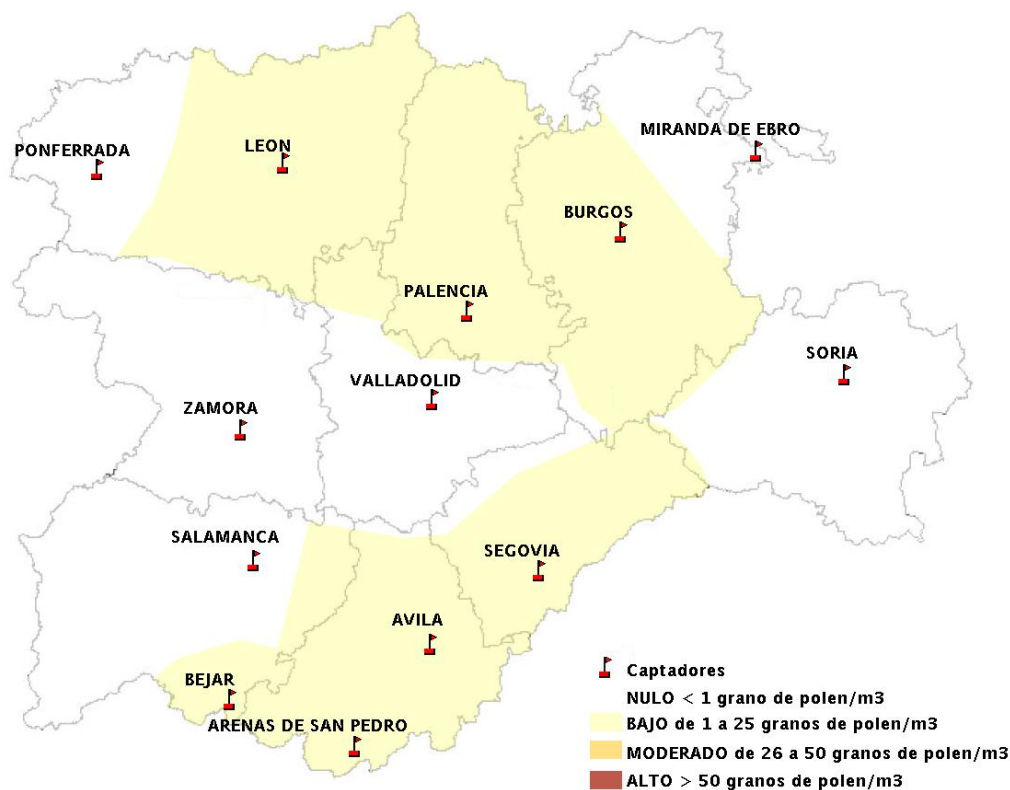 MIRANDA DE EBRO
PONFERRADA
LEON
BURGOS
PALENCIA
SORIA
VALLADOLID
ZAMORA
SALAMANCA
SEGOVIA
AVILA
BEJAR
ARENAS DE SAN PEDRO
Captadores
NULO < 1 grano de polen/m3
BAJO de 1 a 25 granos de polen/m3
MODERADO de 26 a 50 granos de polen/m3
ALTO > 50 granos de polen/m3